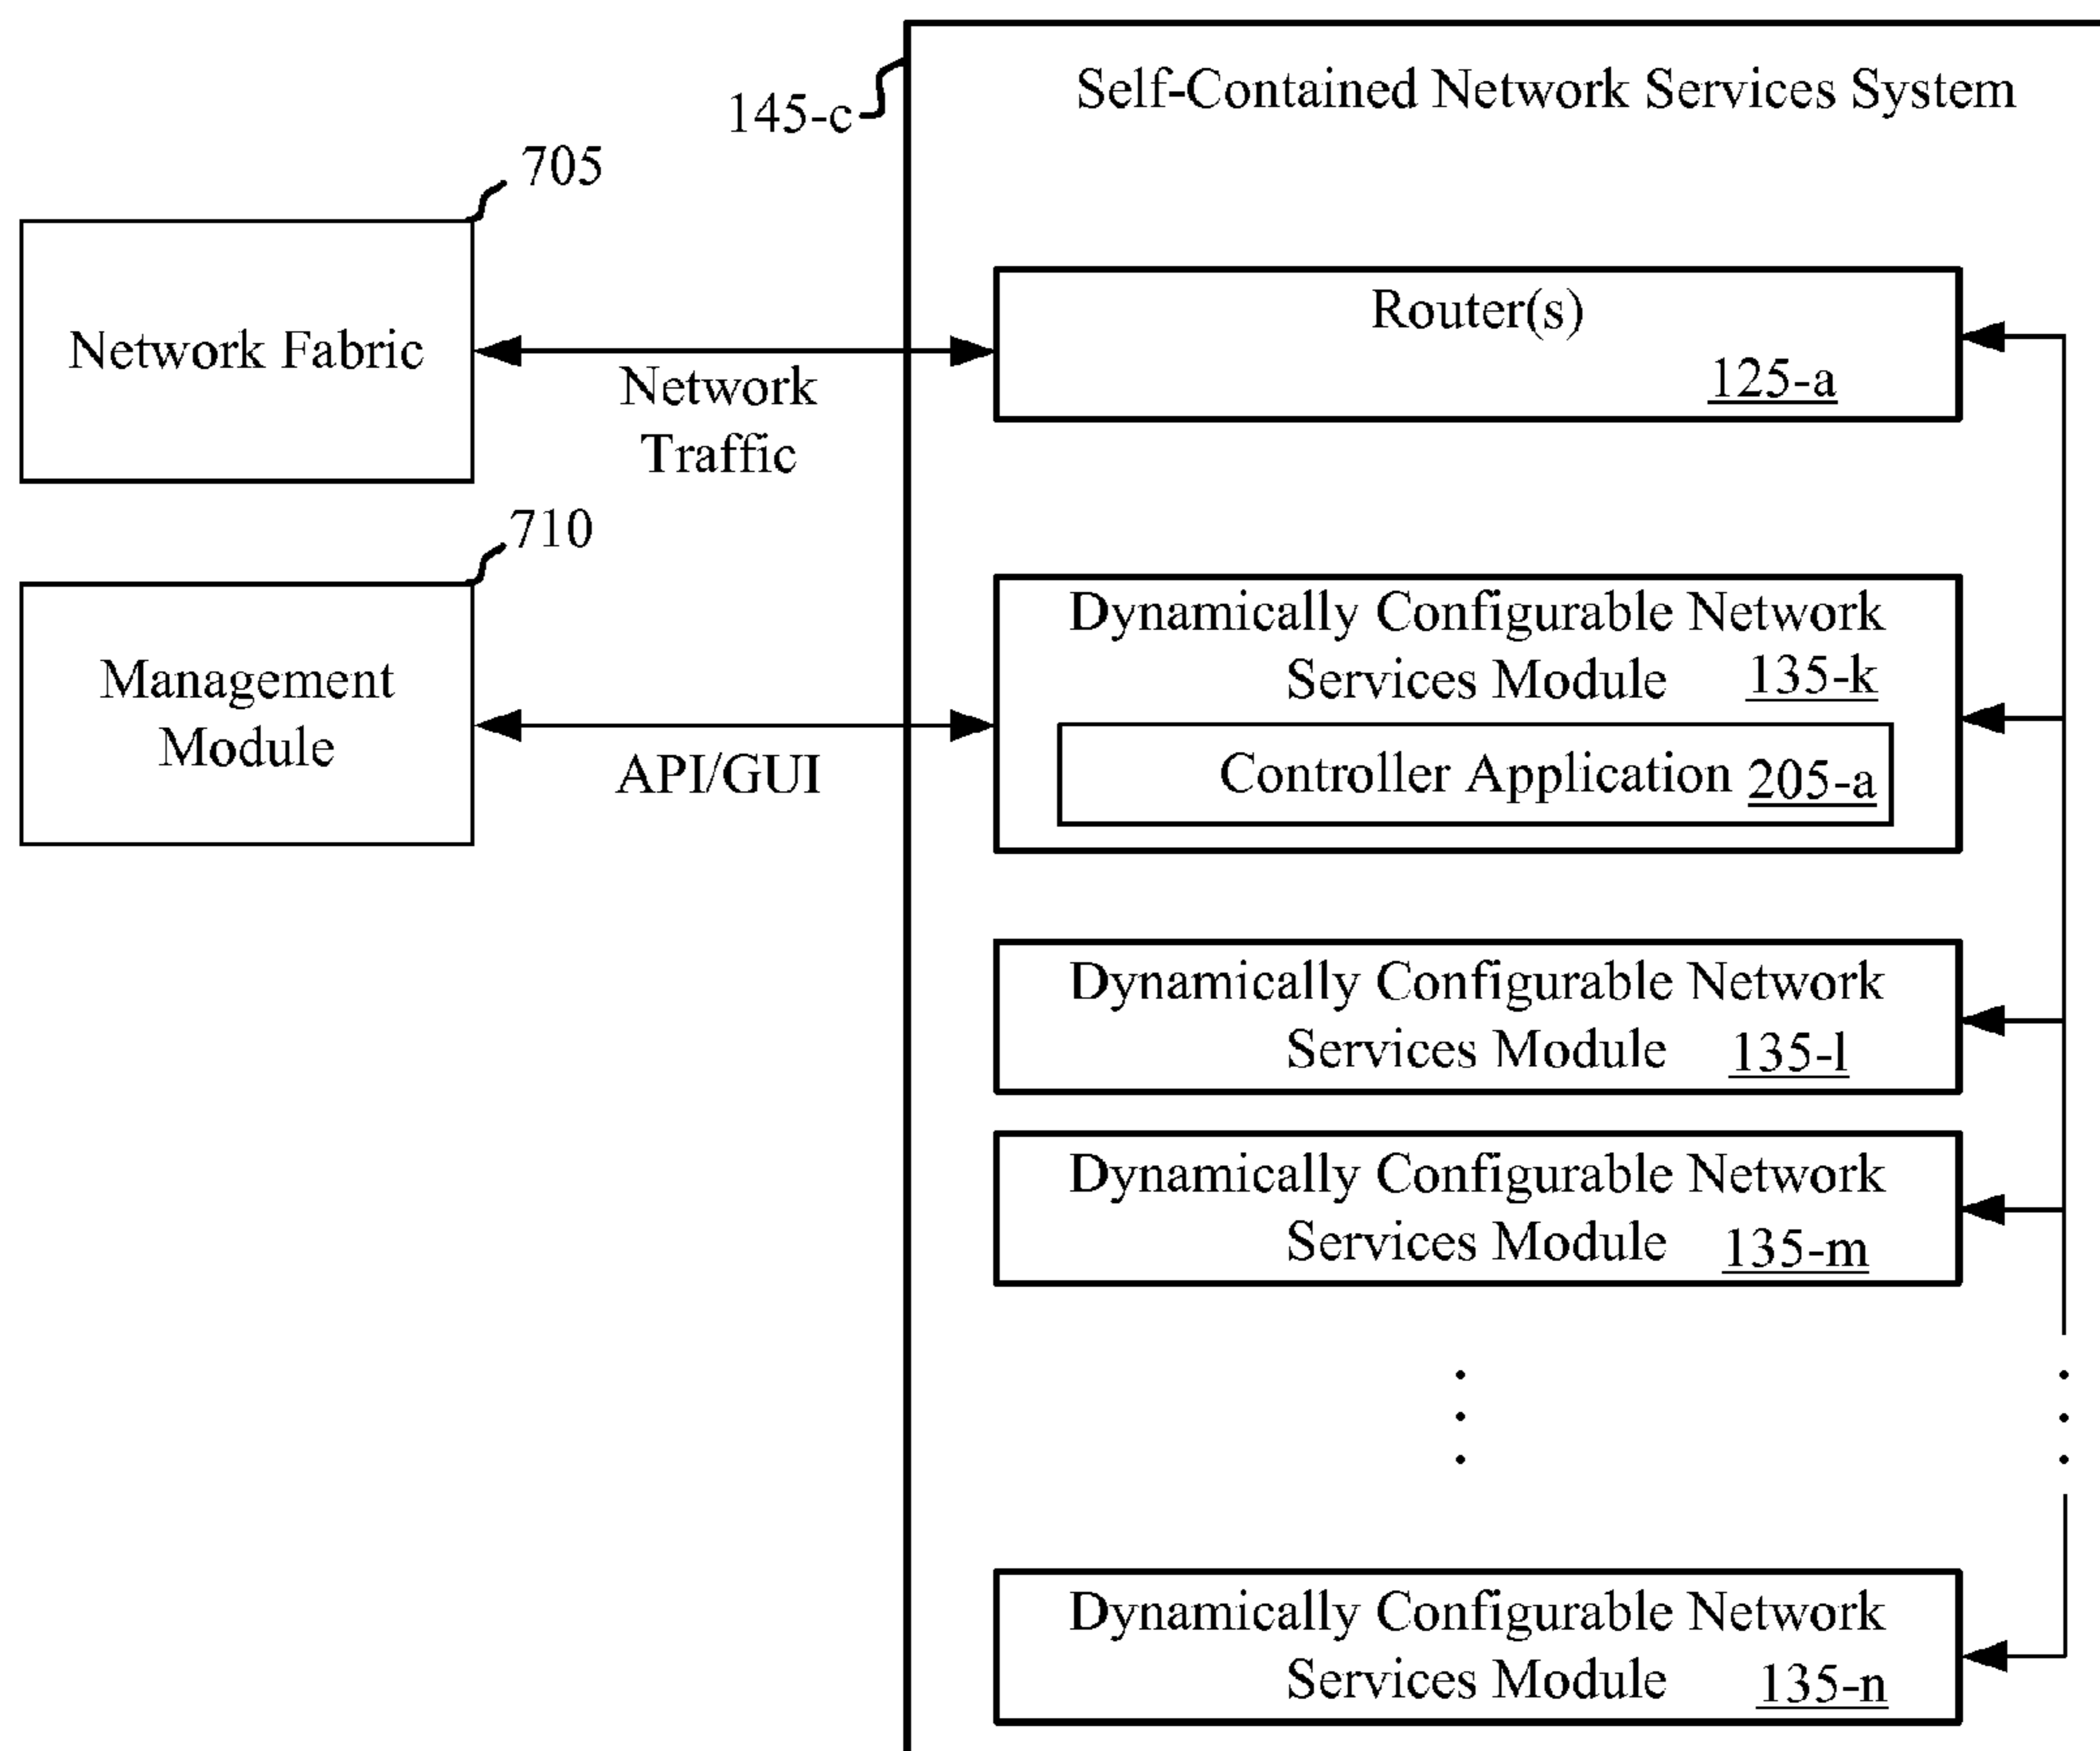 Self-Contained Network Services System
145-c
705
Network Fabric
Network
Traffic
Router(s)
125-a
710
Management
Module
API/GUI
Dynamically Configurable Network
Services Module 135-k
Controller Application 205-a
Dynamically Configurable Network
Services Module 135-l
Dynamically Configurable Network
Services Module 135-m
Dynamically Configurable Network
Services Module 135-n